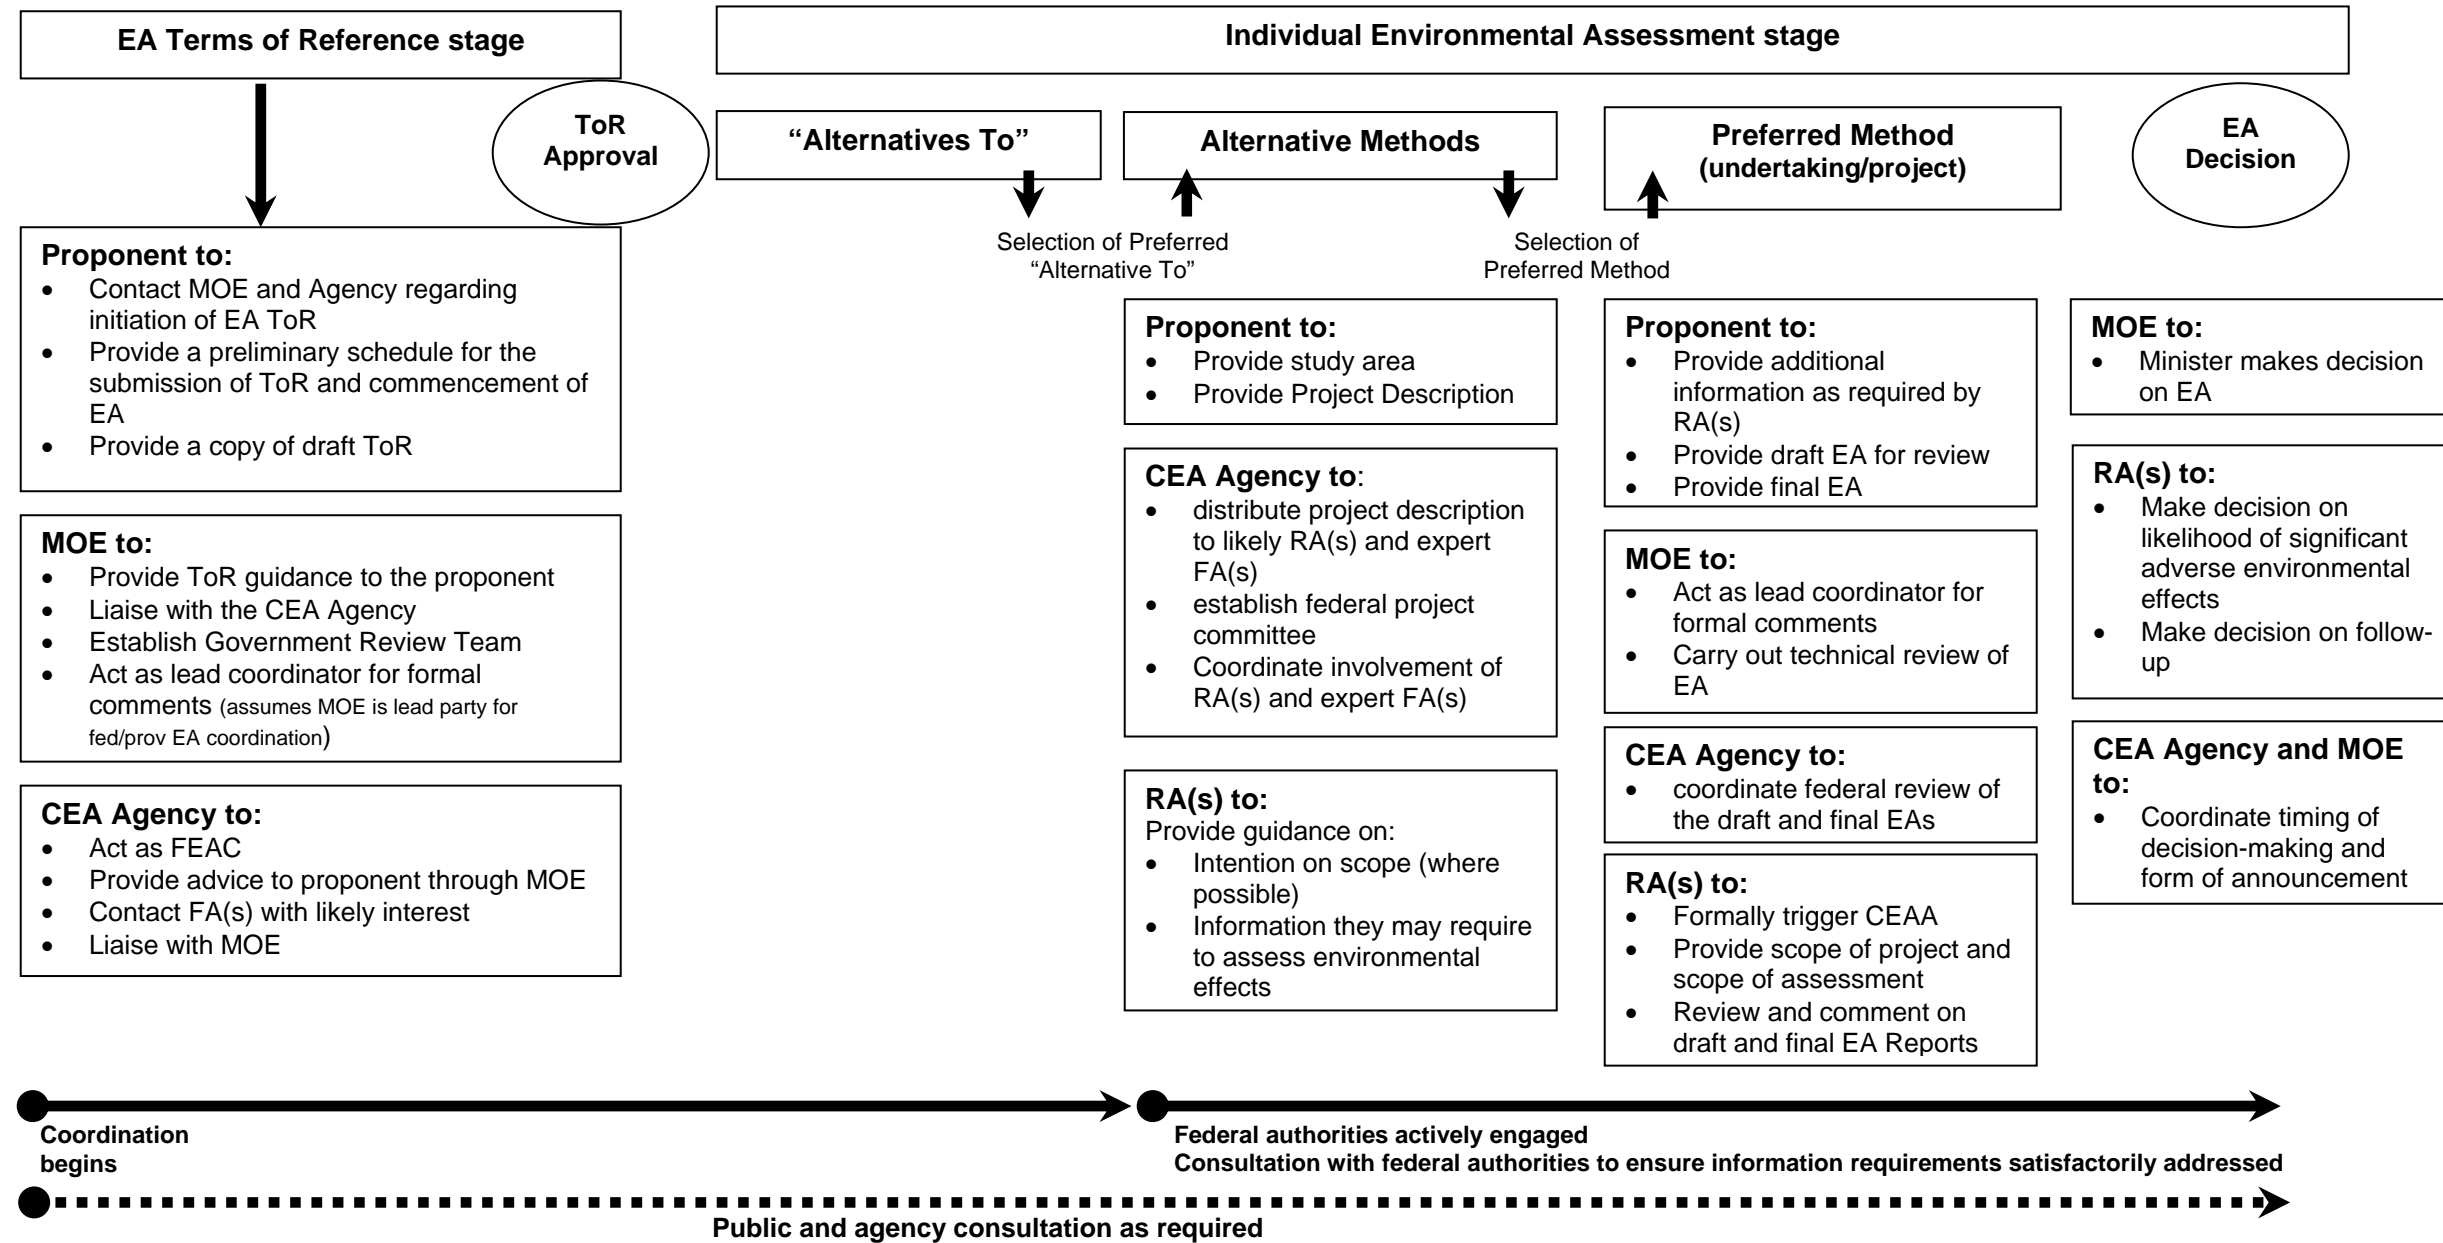 EA Terms of Reference stage
Individual Environmental Assessment stage
ToR
Approval
“Alternatives To”
Alternative Methods
Preferred Method
(undertaking/project)
EA
Decision
Selection of Preferred
“Alternative To”
Selection of
Preferred Method
Proponent to:
• Contact MOE and Agency regarding
initiation of EA ToR
• Provide a preliminary schedule for the
submission of ToR and commencement of
EA
• Provide a copy of draft ToR
MOE to:
• Provide ToR guidance to the proponent
• Liaise with the CEA Agency
• Establish Government Review Team
• Act as lead coordinator for formal
comments (assumes MOE is lead party for
fed/prov EA coordination)
CEA Agency to:
• Act as FEAC
• Provide advice to proponent through MOE
• Contact FA(s) with likely interest
• Liaise with MOE
Proponent to:
• Provide study area
• Provide Project Description
CEA Agency to:
• distribute project description
to likely RA(s) and expert
FA(s)
• establish federal project
committee
• Coordinate involvement of
RA(s) and expert FA(s)
RA(s) to:
Provide guidance on:
• Intention on scope (where
possible)
• Information they may require
to assess environmental
effects
Proponent to:
• Provide additional
information as required by
RA(s)
• Provide draft EA for review
• Provide final EA
MOE to:
• Act as lead coordinator for
formal comments
• Carry out technical review of
EA
CEA Agency to:
• coordinate federal review of
the draft and final EAs
RA(s) to:
• Formally trigger CEAA
• Provide scope of project and
scope of assessment
• Review and comment on
draft and final EA Reports
MOE to:
• Minister makes decision
on EA
RA(s) to:
• Make decision on
likelihood of significant
adverse environmental
effects
• Make decision on follow-
up
CEA Agency and MOE
to:
• Coordinate timing of
decision-making and
form of announcement
Coordination
begins
Federal authorities actively engaged
Consultation with federal authorities to ensure information requirements satisfactorily addressed
Public and agency consultation as required